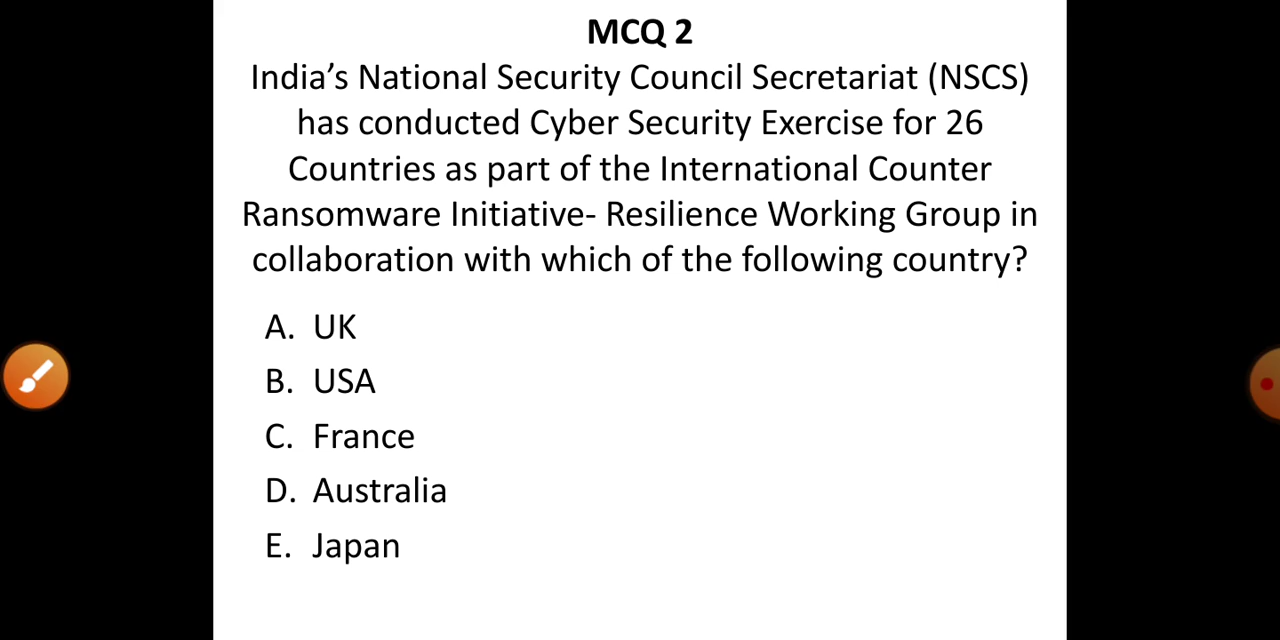 MCQ 2
India’s National Security Council Secretariat (NSCS)
has conducted Cyber Security Exercise for 26
Countries as part of the International Counter
Ransomware Initiative- Resilience Working Group in
collaboration with which of the following country?
A. UK
B. USA
C. France
D. Australia
E. Japan